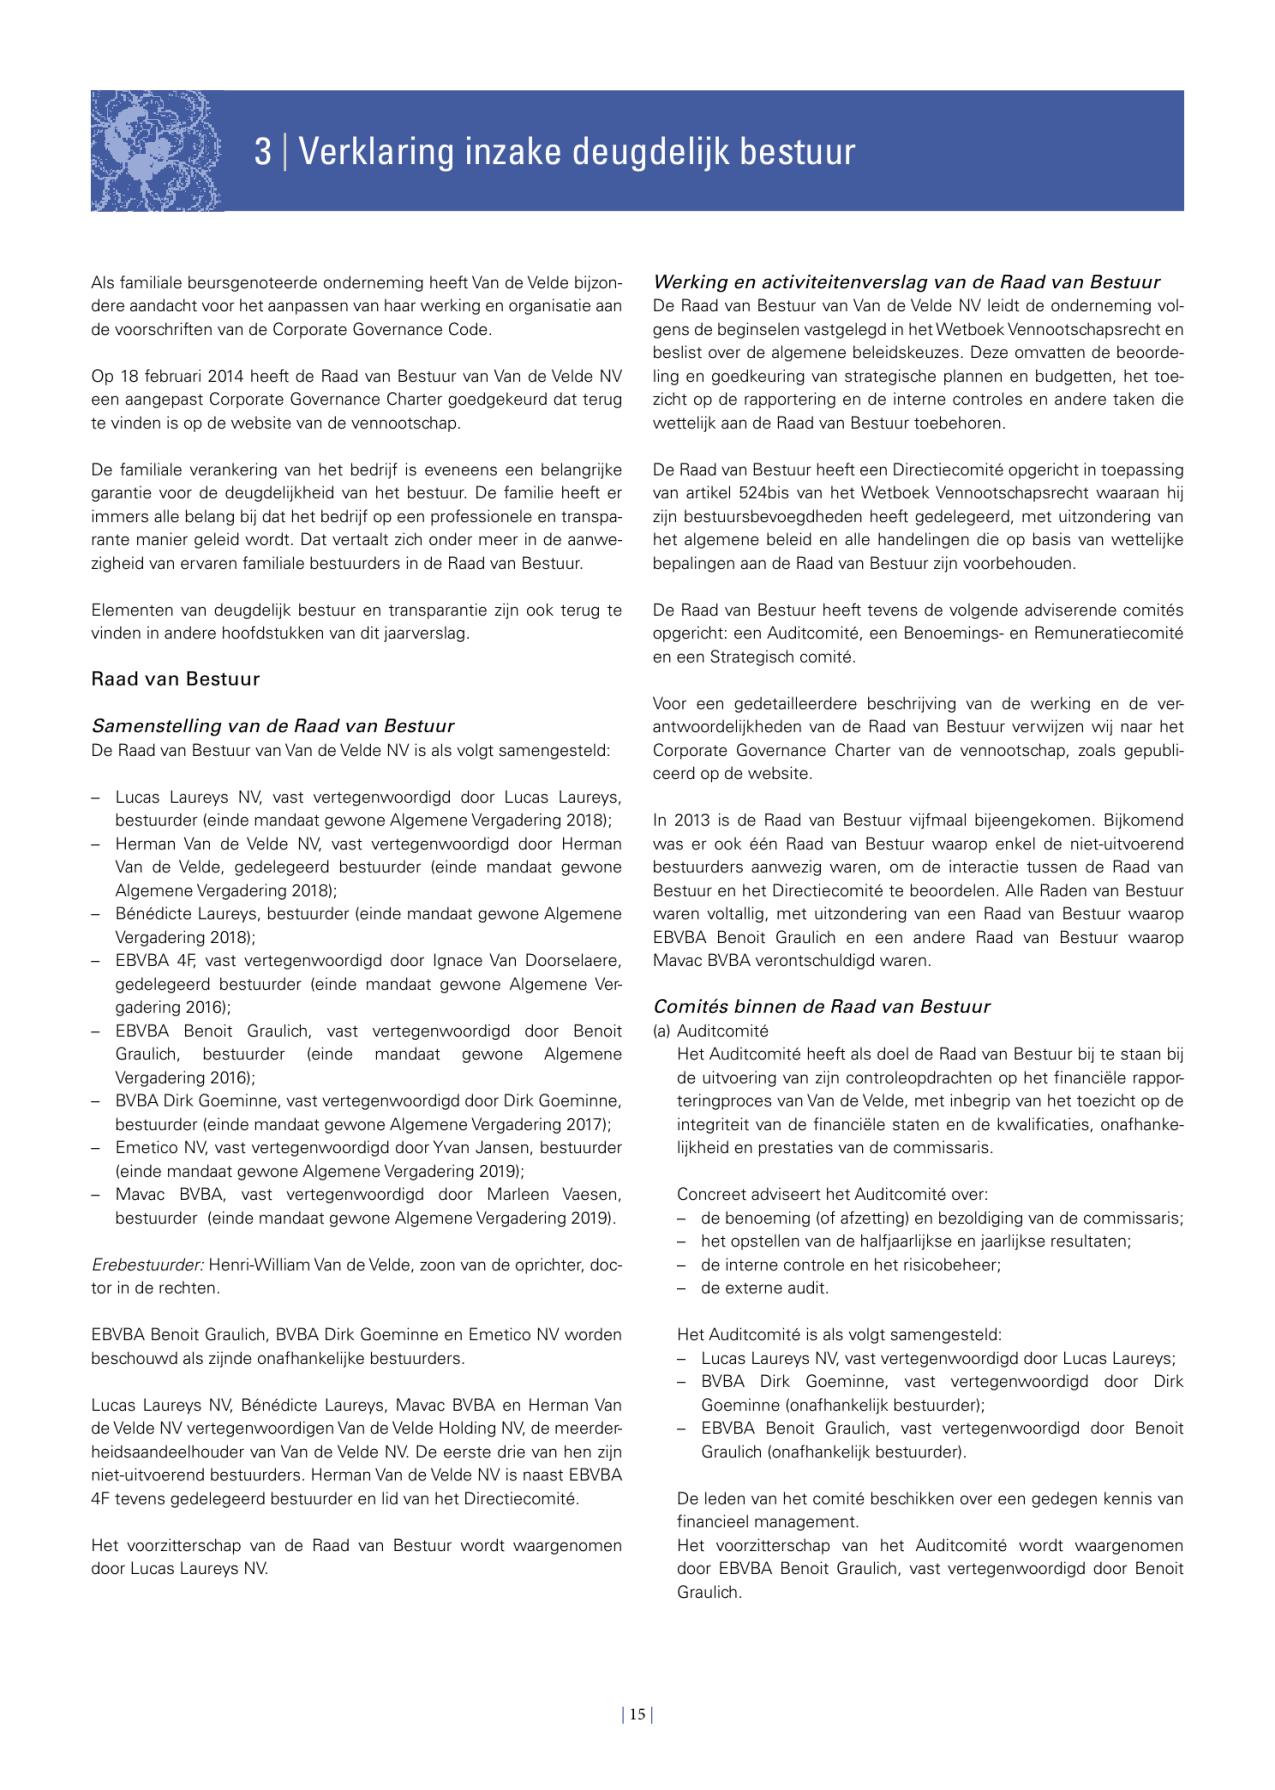 3 | Verklaring inzake deugdelijk bestuur
Als familiale beursgenoteerde onderneming heeft Van de Velde bijzon-
dere aandacht voor het aanpassen van haar werking en organisatie aan
de voorschriften van de Corporate Governance Code.
Op 18 februari 2014 heeft de Raad van Bestuur van Van de Velde NV
een aangepast Corporate Governance Charter goedgekeurd dat terug
te vinden is op de website van de vennootschap.
De familiale verankering van het bedrijf is eveneens een belangrijke
garantie voor de deugdelijkheid van het bestuur. De familie heeft er
immers alle belang bij dat het bedrijf op een professionele en transpa-
rante manier geleid wordt. Dat vertaalt zich onder meer in de aanwe-
zigheid van ervaren familiale bestuurders in de Raad van Bestuur.
Elementen van deugdelijk bestuur en transparantie zijn ook terug te
vinden in andere hoofdstukken van dit jaarverslag.
Raad van Bestuur
Samenstelling van de Raad van Bestuur
De Raad van Bestuur van Van de Velde NV is als volgt samengesteld:
– Lucas Laureys NV, vast vertegenwoordigd door Lucas Laureys,
bestuurder (einde mandaat gewone Algemene Vergadering 2018);
– Herman Van de Velde NV, vast vertegenwoordigd door Herman
Van de Velde, gedelegeerd bestuurder (einde mandaat gewone
Algemene Vergadering 2018);
– Bénédicte Laureys, bestuurder (einde mandaat gewone Algemene
Vergadering 2018);
– EBVBA 4F, vast vertegenwoordigd door Ignace Van Doorselaere,
gedelegeerd bestuurder (einde mandaat gewone Algemene Ver-
gadering 2016);
– EBVBA Benoit Graulich, vast vertegenwoordigd door Benoit
Graulich, bestuurder (einde mandaat gewone Algemene
Vergadering 2016);
– BVBA Dirk Goeminne, vast vertegenwoordigd door Dirk Goeminne,
bestuurder (einde mandaat gewone Algemene Vergadering 2017);
– Emetico NV, vast vertegenwoordigd door Yvan Jansen, bestuurder
(einde mandaat gewone Algemene Vergadering 2019);
– Mavac BVBA, vast vertegenwoordigd door Marleen Vaesen,
bestuurder (einde mandaat gewone Algemene Vergadering 2019).
Erebestuurder: Henri-William Van de Velde, zoon van de oprichter, doc-
tor in de rechten.
EBVBA Benoit Graulich, BVBA Dirk Goeminne en Emetico NV worden
beschouwd als zijnde onafhankelijke bestuurders.
Lucas Laureys NV, Bénédicte Laureys, Mavac BVBA en Herman Van
de Velde NV vertegenwoordigen Van de Velde Holding NV, de meerder-
heidsaandeelhouder van Van de Velde NV. De eerste drie van hen zijn
niet-uitvoerend bestuurders. Herman Van de Velde NV is naast EBVBA
4F tevens gedelegeerd bestuurder en lid van het Directiecomité.
Het voorzitterschap van de Raad van Bestuur wordt waargenomen
door Lucas Laureys NV.
Werking en activiteitenverslag van de Raad van Bestuur
De Raad van Bestuur van Van de Velde NV leidt de onderneming vol-
gens de beginselen vastgelegd in het Wetboek Vennootschapsrecht en
beslist over de algemene beleidskeuzes. Deze omvatten de beoorde-
ling en goedkeuring van strategische plannen en budgetten, het toe-
zicht op de rapportering en de interne controles en andere taken die
wettelijk aan de Raad van Bestuur toebehoren.
De Raad van Bestuur heeft een Directiecomité opgericht in toepassing
van artikel 524bis van het Wetboek Vennootschapsrecht waaraan hij
zijn bestuursbevoegdheden heeft gedelegeerd, met uitzondering van
het algemene beleid en alle handelingen die op basis van wettelijke
bepalingen aan de Raad van Bestuur zijn voorbehouden.
De Raad van Bestuur heeft tevens de volgende adviserende comités
opgericht: een Auditcomité, een Benoemings- en Remuneratiecomité
en een Strategisch comité.
Voor een gedetailleerdere beschrijving van de werking en de ver-
antwoordelijkheden van de Raad van Bestuur verwijzen wij naar het
Corporate Governance Charter van de vennootschap, zoals gepubli-
ceerd op de website.
In 2013 is de Raad van Bestuur vijfmaal bijeengekomen. Bijkomend
was er ook één Raad van Bestuur waarop enkel de niet-uitvoerend
bestuurders aanwezig waren, om de interactie tussen de Raad van
Bestuur en het Directiecomité te beoordelen. Alle Raden van Bestuur
waren voltallig, met uitzondering van een Raad van Bestuur waarop
EBVBA Benoit Graulich en een andere Raad van Bestuur waarop
Mavac BVBA verontschuldigd waren.
Comités binnen de Raad van Bestuur
(a) Auditcomité
Het Auditcomité heeft als doel de Raad van Bestuur bij te staan bij
de uitvoering van zijn controleopdrachten op het financiële rappor-
teringproces van Van de Velde, met inbegrip van het toezicht op de
integriteit van de financiële staten en de kwalificaties, onafhanke-
lijkheid en prestaties van de commissaris.
Concreet adviseert het Auditcomité over:
– de benoeming (of afzetting) en bezoldiging van de commissaris;
– het opstellen van de halfjaarlijkse en jaarlijkse resultaten;
– de interne controle en het risicobeheer;
– de externe audit.
Het Auditcomité is als volgt samengesteld:
– Lucas Laureys NV, vast vertegenwoordigd door Lucas Laureys;
– BVBA Dirk Goeminne, vast vertegenwoordigd door Dirk
Goeminne (onafhankelijk bestuurder);
– EBVBA Benoit Graulich, vast vertegenwoordigd door Benoit
Graulich (onafhankelijk bestuurder).
De leden van het comité beschikken over een gedegen kennis van
financieel management.
Het voorzitterschap van het Auditcomité wordt waargenomen
door EBVBA Benoit Graulich, vast vertegenwoordigd door Benoit
Graulich.
| 15 |